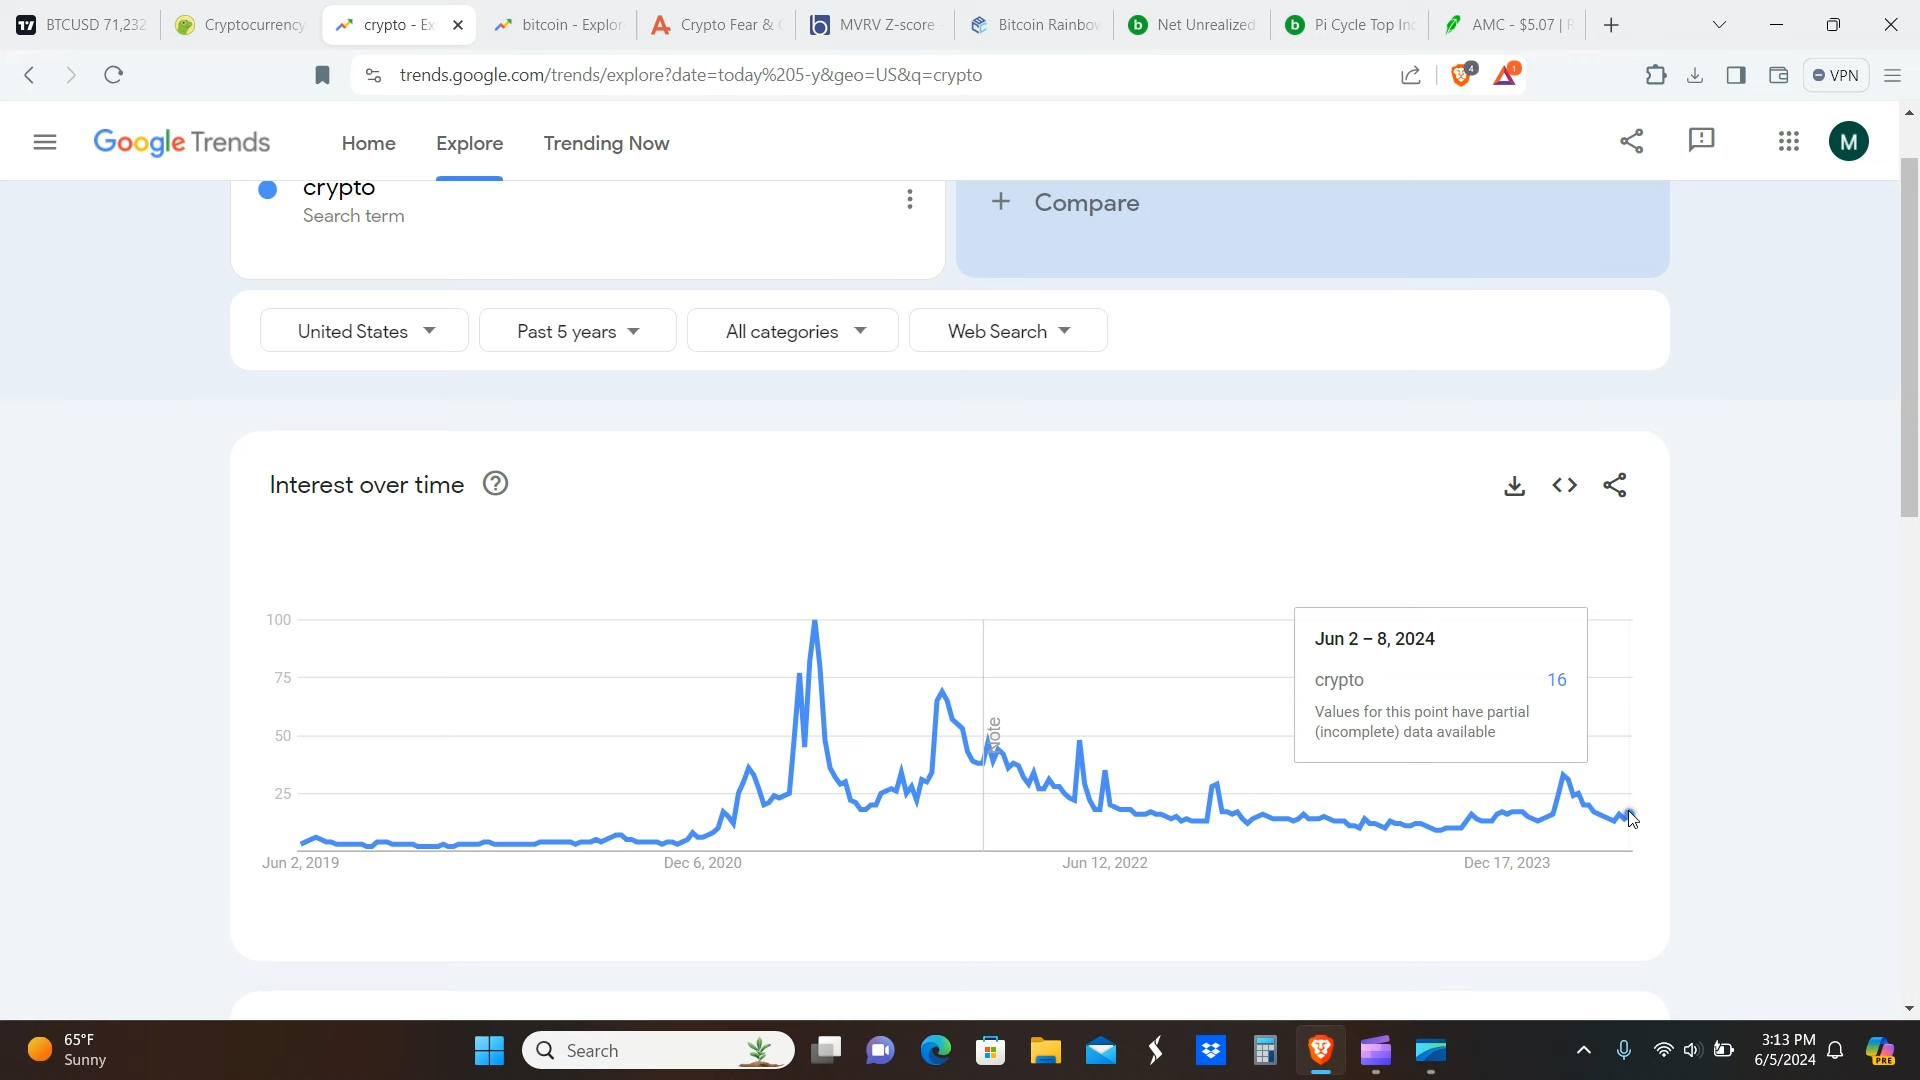 BTCUSD 71,232
Cryptocurrency
crypto - Ex
bitcoin - Explor
Crypto Fear & G
MVRV Z-score -
Bitcoin Rainbow
Net Unrealized
Pi Cycle Top Ind
AMC - $5.07 | R
trends.google.com/trends/explore?date=today%205-y&geo=US&q=crypto
4
1
VPN
Google Trends
Home
Explore
Trending Now
M
crypto
Search term
+ Compare
United States
Past 5 years
All categories
Web Search
Interest over time
100
75
50
25
Note
Jun 2 – 8, 2024
crypto 16
Values for this point have partial
(incomplete) data available
Jun 2, 2019
Dec 6, 2020
Jun 12, 2022
Dec 17, 2023
65°F
Sunny
Search
3:13 PM
6/5/2024
PRE